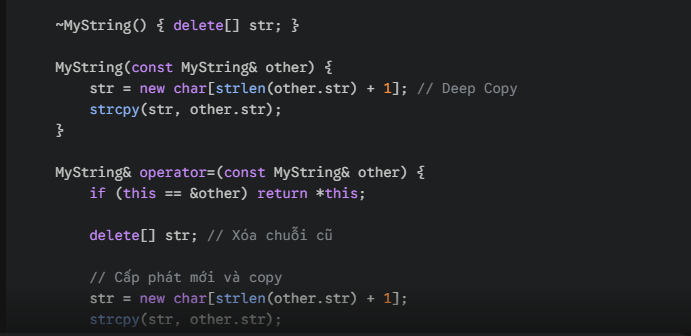 ~MyString() { delete[] str; }
MyString(const MyString& other) {
str = new char[strlen(other.str) + 1]; // Deep Copy
strcpy(str, other.str);
}
MyString& operator=(const MyString& other) {
if (this == &other) return *this;
delete[] str; // Xóa chuỗi cũ
// Cấp phát mới và copy
str = new char[strlen(other.str) + 1];
strcpy(str, other.str);